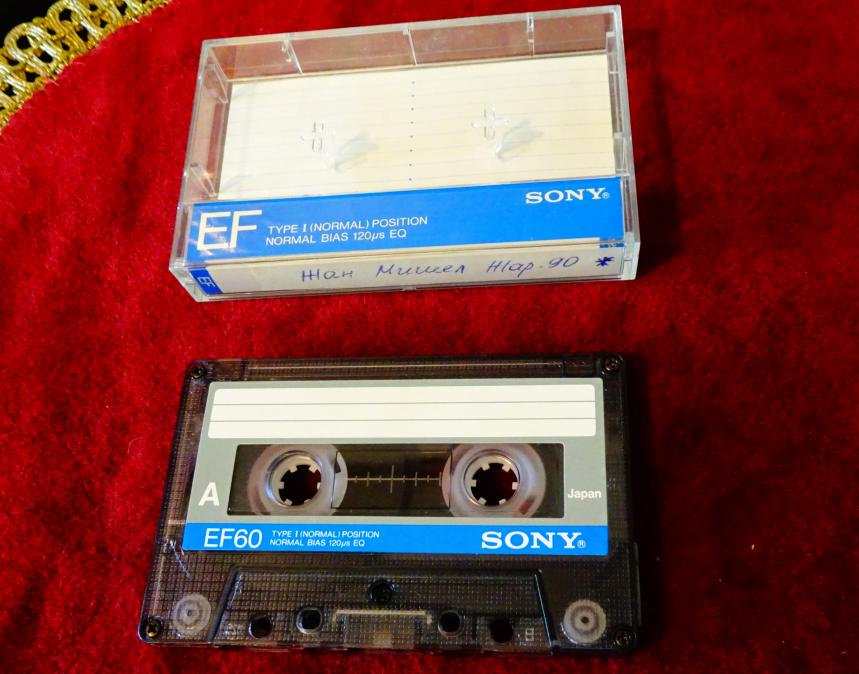 SONY®
EF TYPE I (NORMAL) POSITION
NORMAL BIAS 120μs EQ
EF
Жан Мишел Жар-90 *
A
Japan
EF60 TYPE I (NORMAL) POSITION
NORMAL BIAS 120μs EQ
SONY®